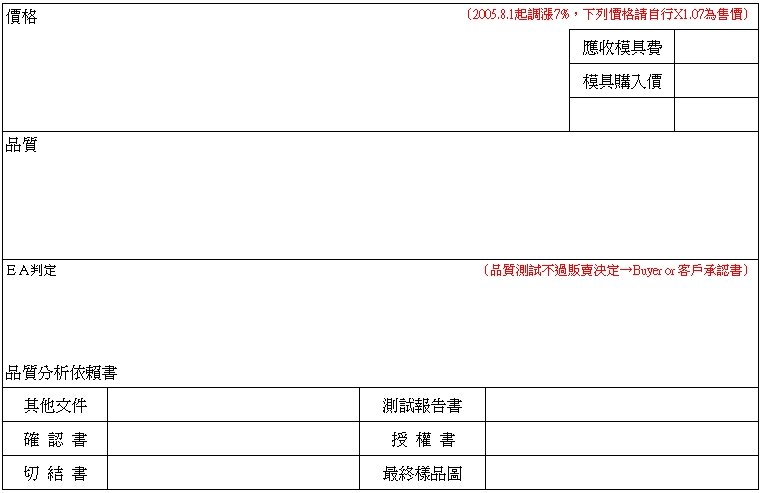 價格 〔2005.8.1起調漲7%，下列價格請自行X1.07為售價〕
應收模具費
模具購入價
品質
ＥA判定 〔品質測試不過販賣決定→Buyer or 客戶承認書〕
品質分析依賴書
其他文件 測試報告書
確 認 書 授 權 書
切 結 書 最終樣品圖